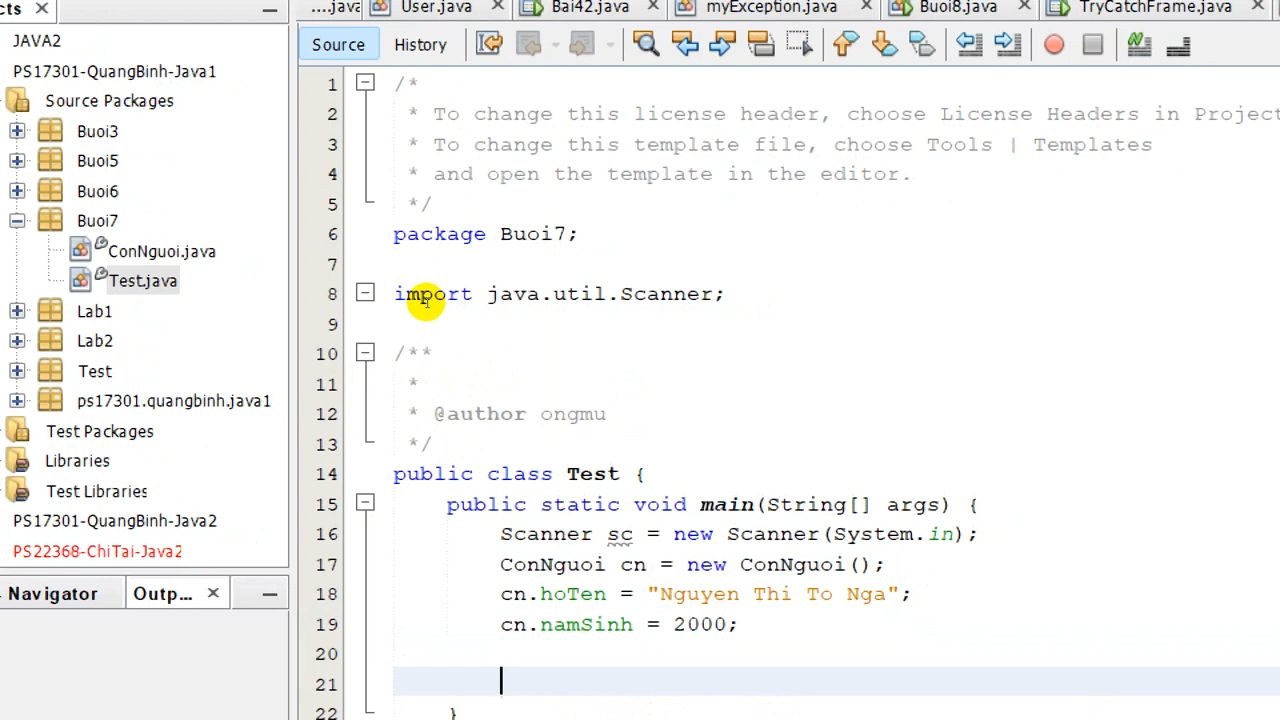 cts
JAVA2
PS17301-QuangBinh-Java1
Source Packages
Buoi3
Buoi5
Buoi6
Buoi7
ConNguoi.java
Test.java
Lab1
Lab2
Test
ps17301.quangbinh.java1
Test Packages
Libraries
Test Libraries
PS17301-QuangBinh-Java2
PS22368-ChiTai-Java2
Navigator
Outp...
....java
User.java
Bai42.java
myException.java
Buoi8.java
TryCatchFrame.java
Source
History
1 /*
2 * To change this license header, choose License Headers in Project
3 * To change this template file, choose Tools | Templates
4 * and open the template in the editor.
5 */
6 package Buoi7;
7
8 import java.util.Scanner;
9
10 /**
11 *
12 * @author ongmu
13 */
14 public class Test {
15 public static void main(String[] args) {
16 Scanner sc = new Scanner(System.in);
17 ConNguoi cn = new ConNguoi();
18 cn.hoTen = "Nguyen Thi To Nga";
19 cn.namSinh = 2000;
20
21
22 }